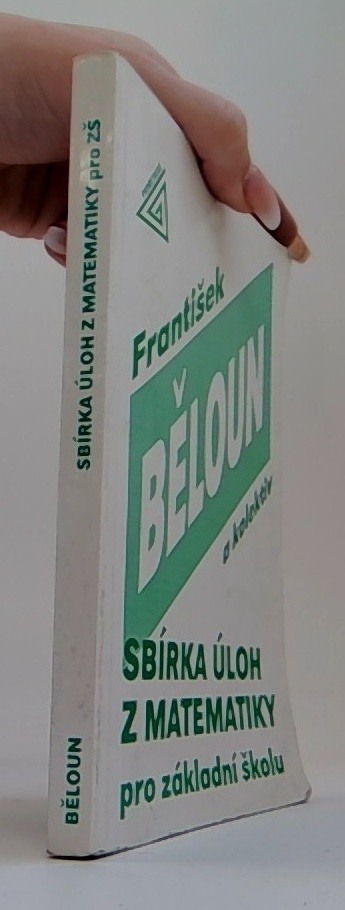 SBÍRKA ÚLOH Z MATEMATIKY pro ZŠ
BĚLOUN
František
BĚLOUN
a kolektiv
SBÍRKA ÚLOH
Z MATEMATIKY
pro základní školu